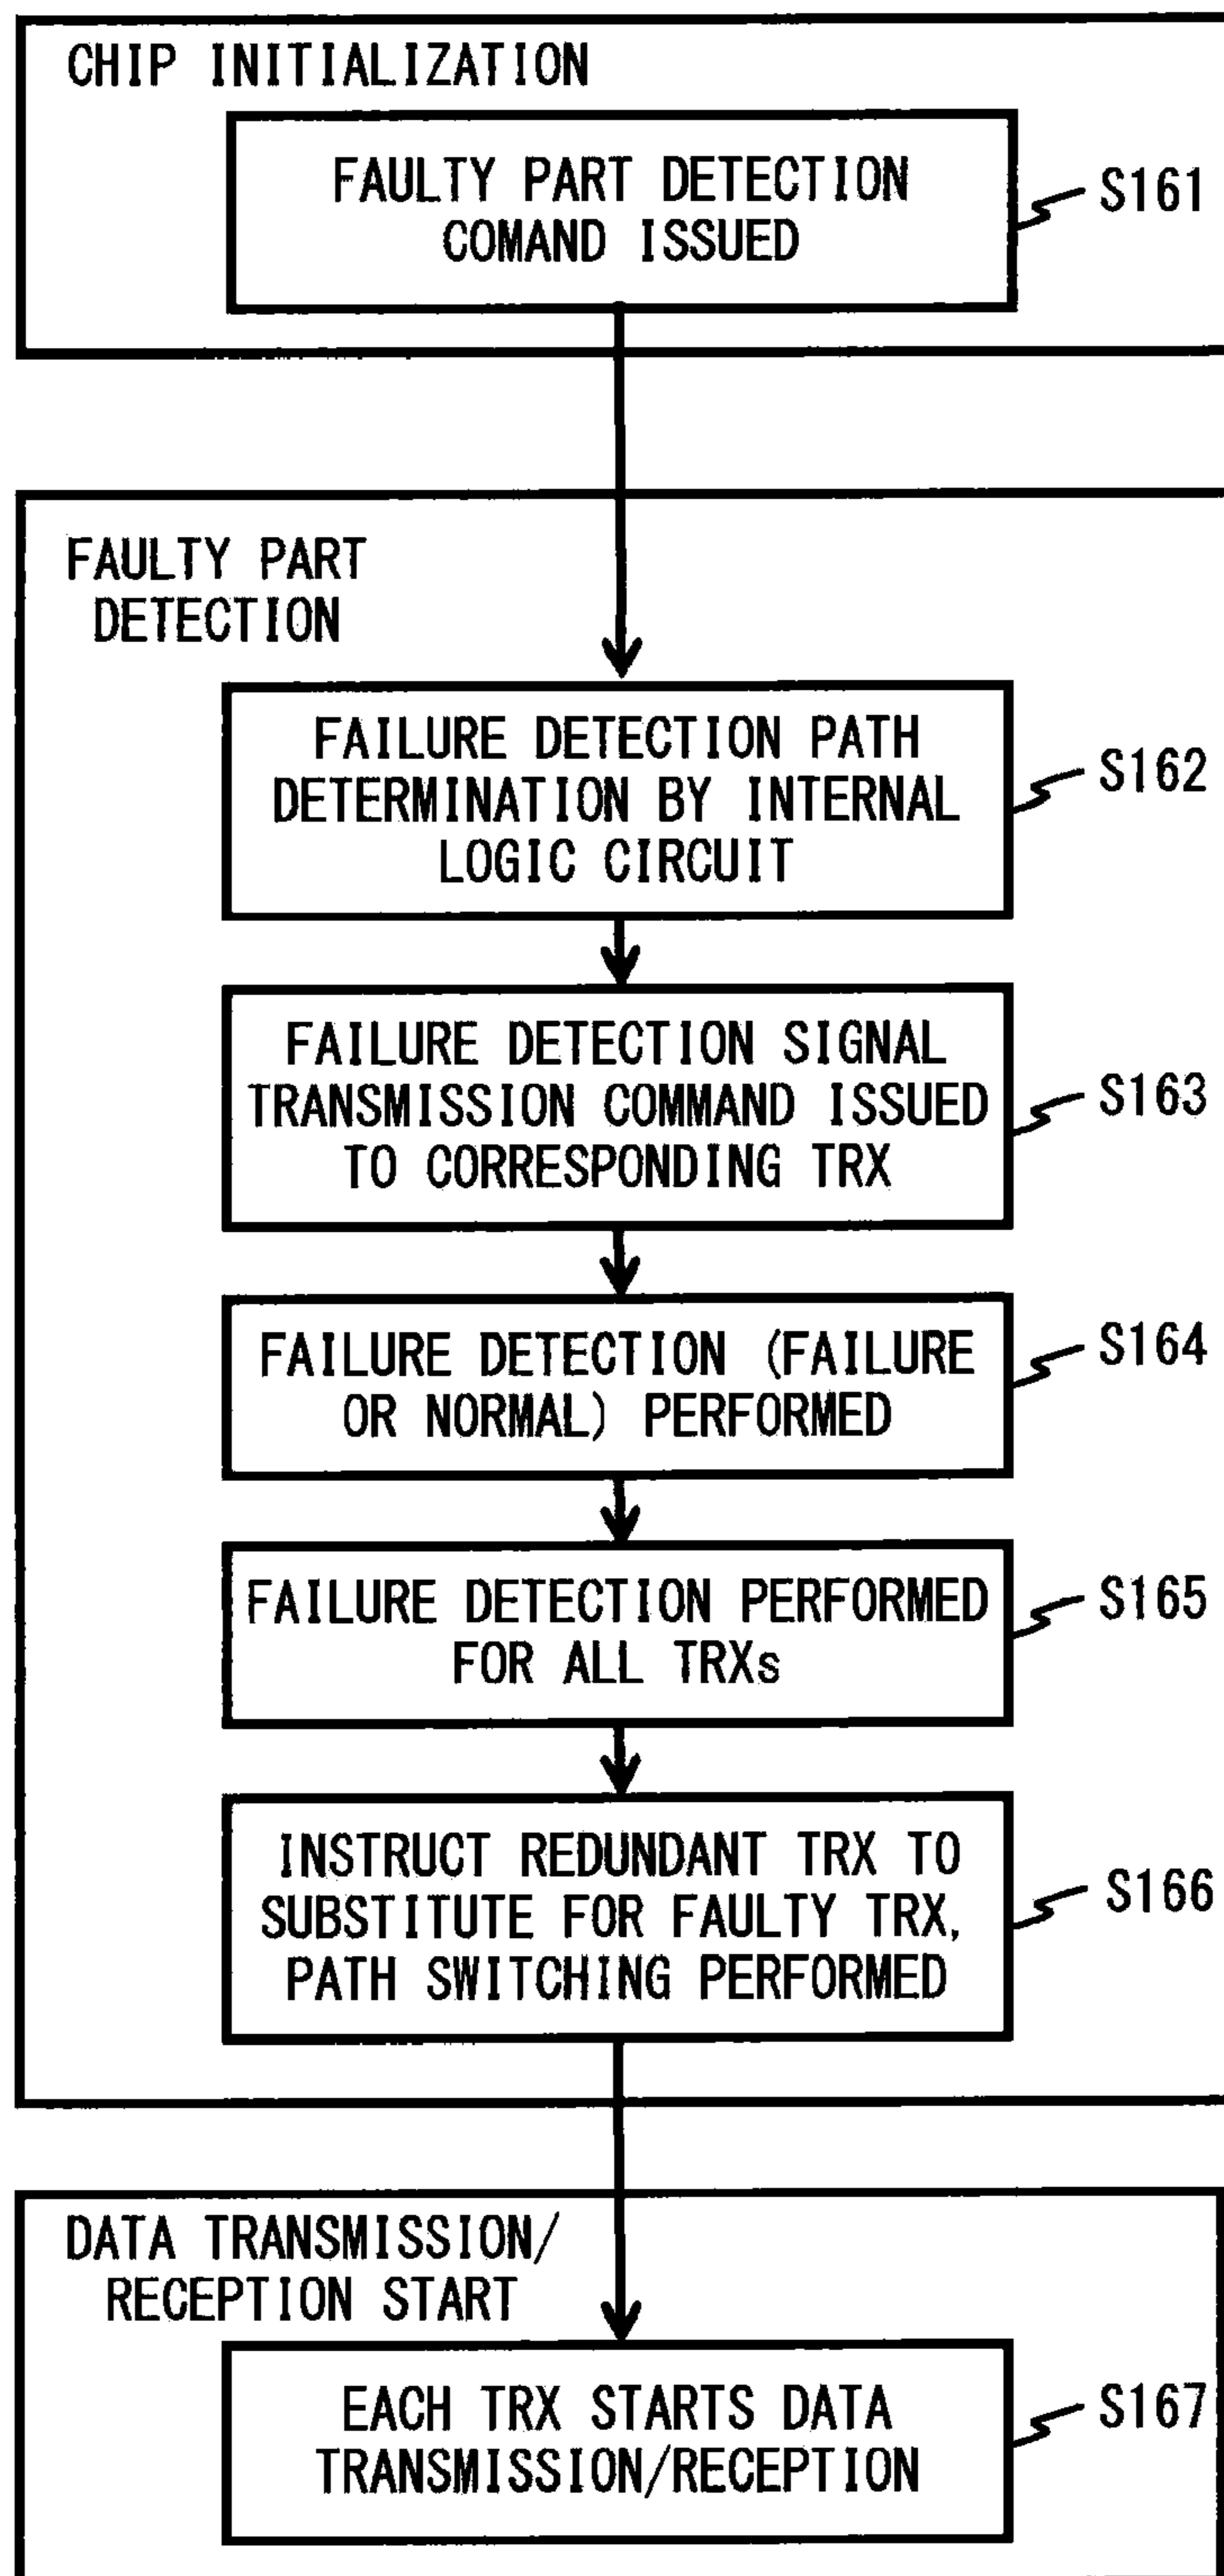 CHIP INITIALIZATION
FAULTY PART DETECTION
COMAND ISSUED
S161
FAULTY PART
DETECTION
FAILURE DETECTION PATH
DETERMINATION BY INTERNAL
LOGIC CIRCUIT
S162
FAILURE DETECTION SIGNAL
TRANSMISSION COMMAND ISSUED
TO CORRESPONDING TRX
S163
FAILURE DETECTION (FAILURE
OR NORMAL) PERFORMED
S164
FAILURE DETECTION PERFORMED
FOR ALL TRXs
S165
INSTRUCT REDUNDANT TRX TO
SUBSTITUTE FOR FAULTY TRX,
PATH SWITCHING PERFORMED
S166
DATA TRANSMISSION/
RECEPTION START
EACH TRX STARTS DATA
TRANSMISSION/RECEPTION
S167